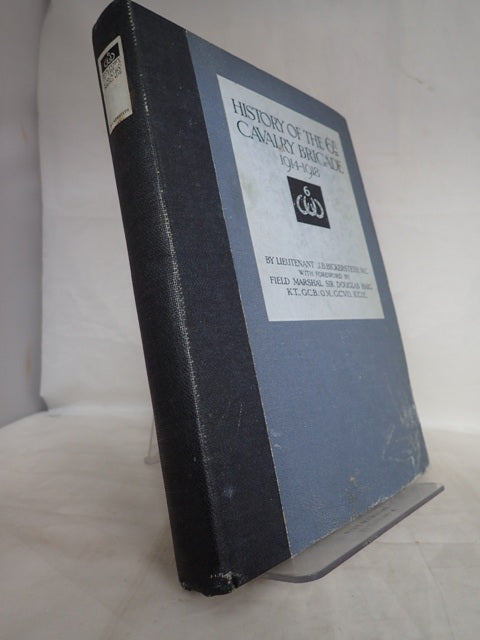 HISTORY OF THE 6th
CAVALRY BRIGADE
1914-1918
6
BY LIEUTENANT J.B. BICKERSTETH, M.C.
WITH FOREWORD BY
FIELD MARSHAL SIR DOUGLAS HAIG
K.T., G.C.B., O.M., G.C.V.O., K.C.I.E.